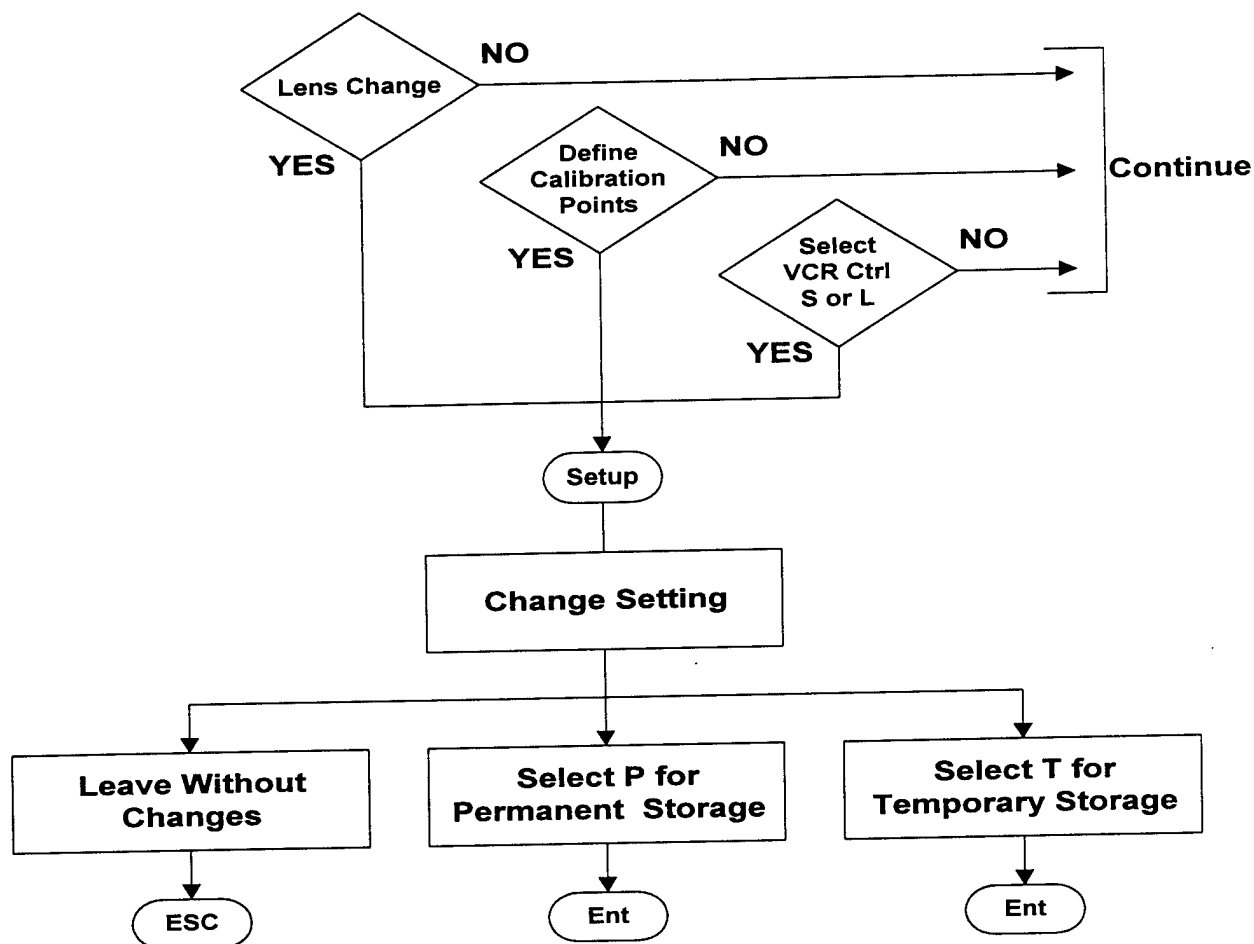 Lens Change
NO
YES
Define
Calibration
Points
NO
YES
Select
VCR Ctrl
S or L
NO
YES
Continue
Setup
Change Setting
Leave Without
Changes
Select P for
Permanent Storage
Select T for
Temporary Storage
ESC
Ent
Ent